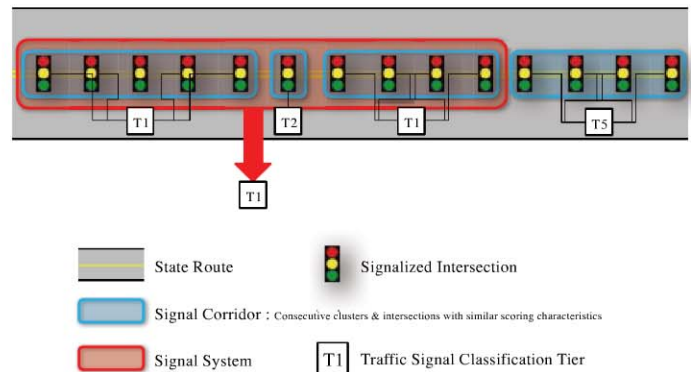 T1
T2
T1
T5
T1
State Route
Signalized Intersection
Signal Corridor : Consecutive clusters & intersections with similar scoring characteristics
Signal System
T1 Traffic Signal Classification Tier